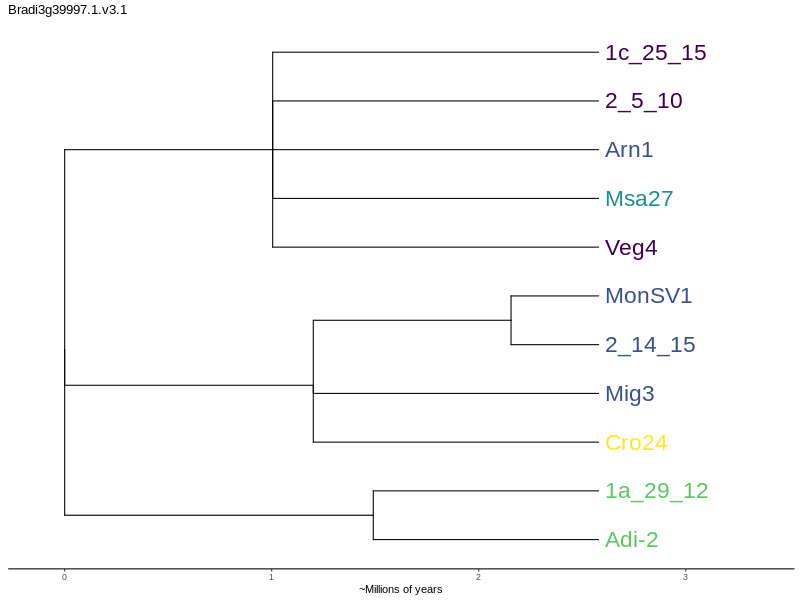 Bradi3g39997.1.v3.1
1c_25_15
2_5_10
Arn1
Msa27
Veg4
MonSV1
2_14_15
Mig3
Cro24
1a_29_12
Adi-2
0 1 2 3
~Millions of years